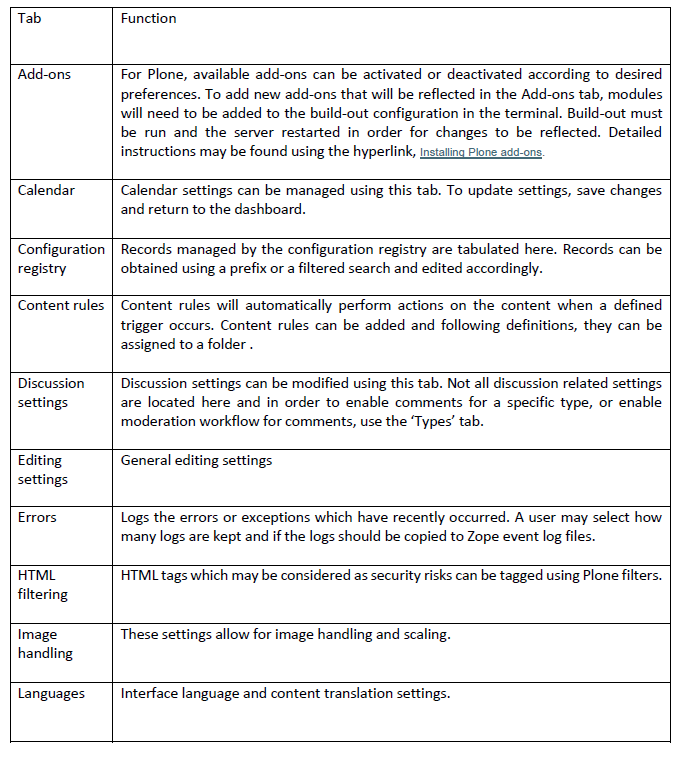 Tab Function
Add-ons For Plone, available add-ons can be activated or deactivated according to desired
preferences. To add new add-ons that will be reflected in the Add-ons tab, modules
will need to be added to the build-out configuration in the terminal. Build-out must
be run and the server restarted in order for changes to be reflected. Detailed
instructions may be found using the hyperlink, Installing Plone add-ons.
Calendar Calendar settings can be managed using this tab. To update settings, save changes
and return to the dashboard.
Configuration Records managed by the configuration registry are tabulated here. Records can be
registry obtained using a prefix or a filtered search and edited accordingly.
Content rules Content rules will automatically perform actions on the content when a defined
trigger occurs. Content rules can be added and following definitions, they can be
assigned to a folder .
Discussion Discussion settings can be modified using this tab. Not all discussion related settings
settings are located here and in order to enable comments for a specific type, or enable
moderation workflow for comments, use the ‘Types’ tab.
Editing General editing settings
settings
Errors Logs the errors or exceptions which have recently occurred. A user may select how
many logs are kept and if the logs should be copied to Zope event log files.
HTML HTML tags which may be considered as security risks can be tagged using Plone filters.
filtering
Image These settings allow for image handling and scaling.
handling
Languages Interface language and content translation settings.